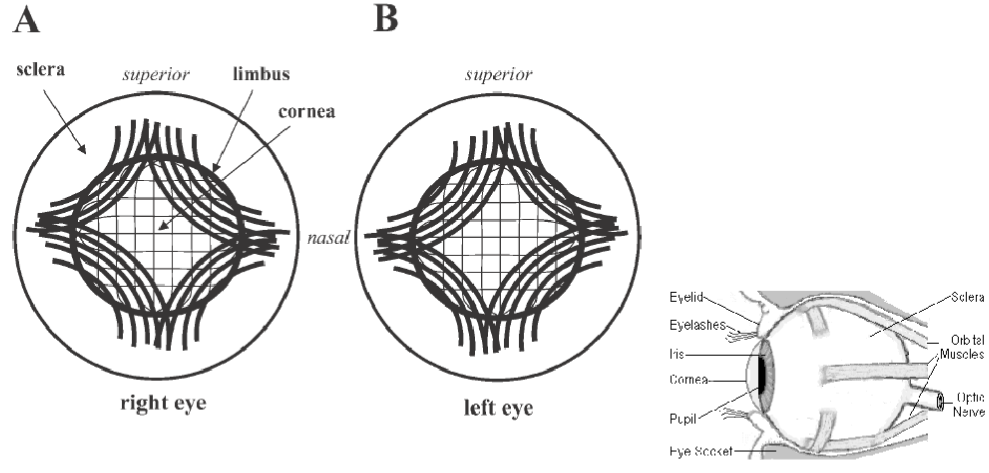 A
B
sclera
superior
limbus
cornea
superior
nasal
right eye
left eye
Eyelid
Eyelashes
Iris
Cornea
Pupil
Eye Socket
Sclera
Orbital
Muscles
Optic
Nerve